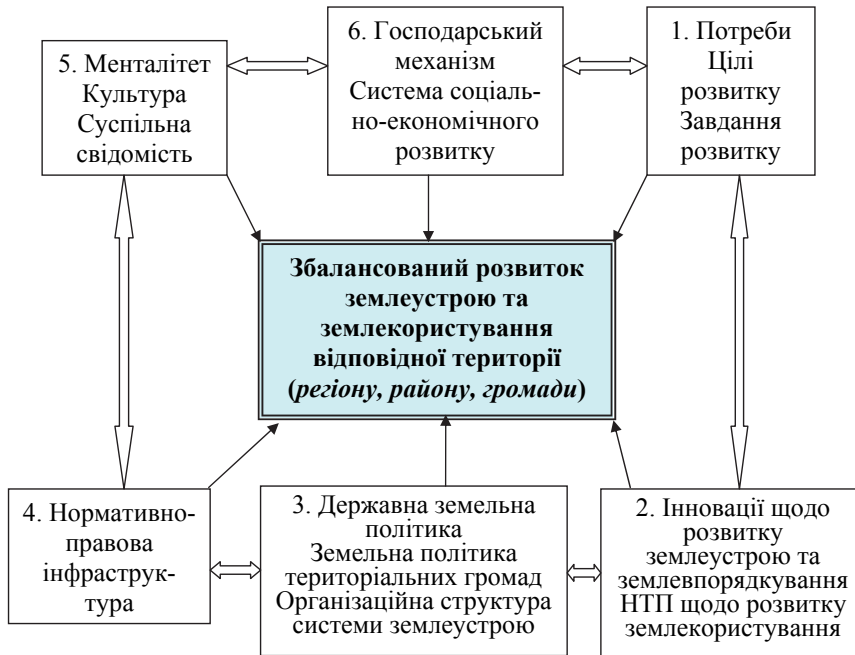 5. Менталітет
Культура
Суспільна
свідомість
6. Господарський
механізм
Система соціаль-
но-економічного
розвитку
1. Потреби
Цілі
розвитку
Завдання
розвитку
Збалансований розвиток
землеустрою та
землекористування
відповідної території
(регіону, району, громади)
4. Нормативно-
правова
інфраструк-
тура
3. Державна земельна
політика
Земельна політика
територіальних громад
Організаційна структура
системи землеустрою
2. Інновації щодо
розвитку
землеустрою та
землевпорядкування
НТП щодо розвитку
землекористування